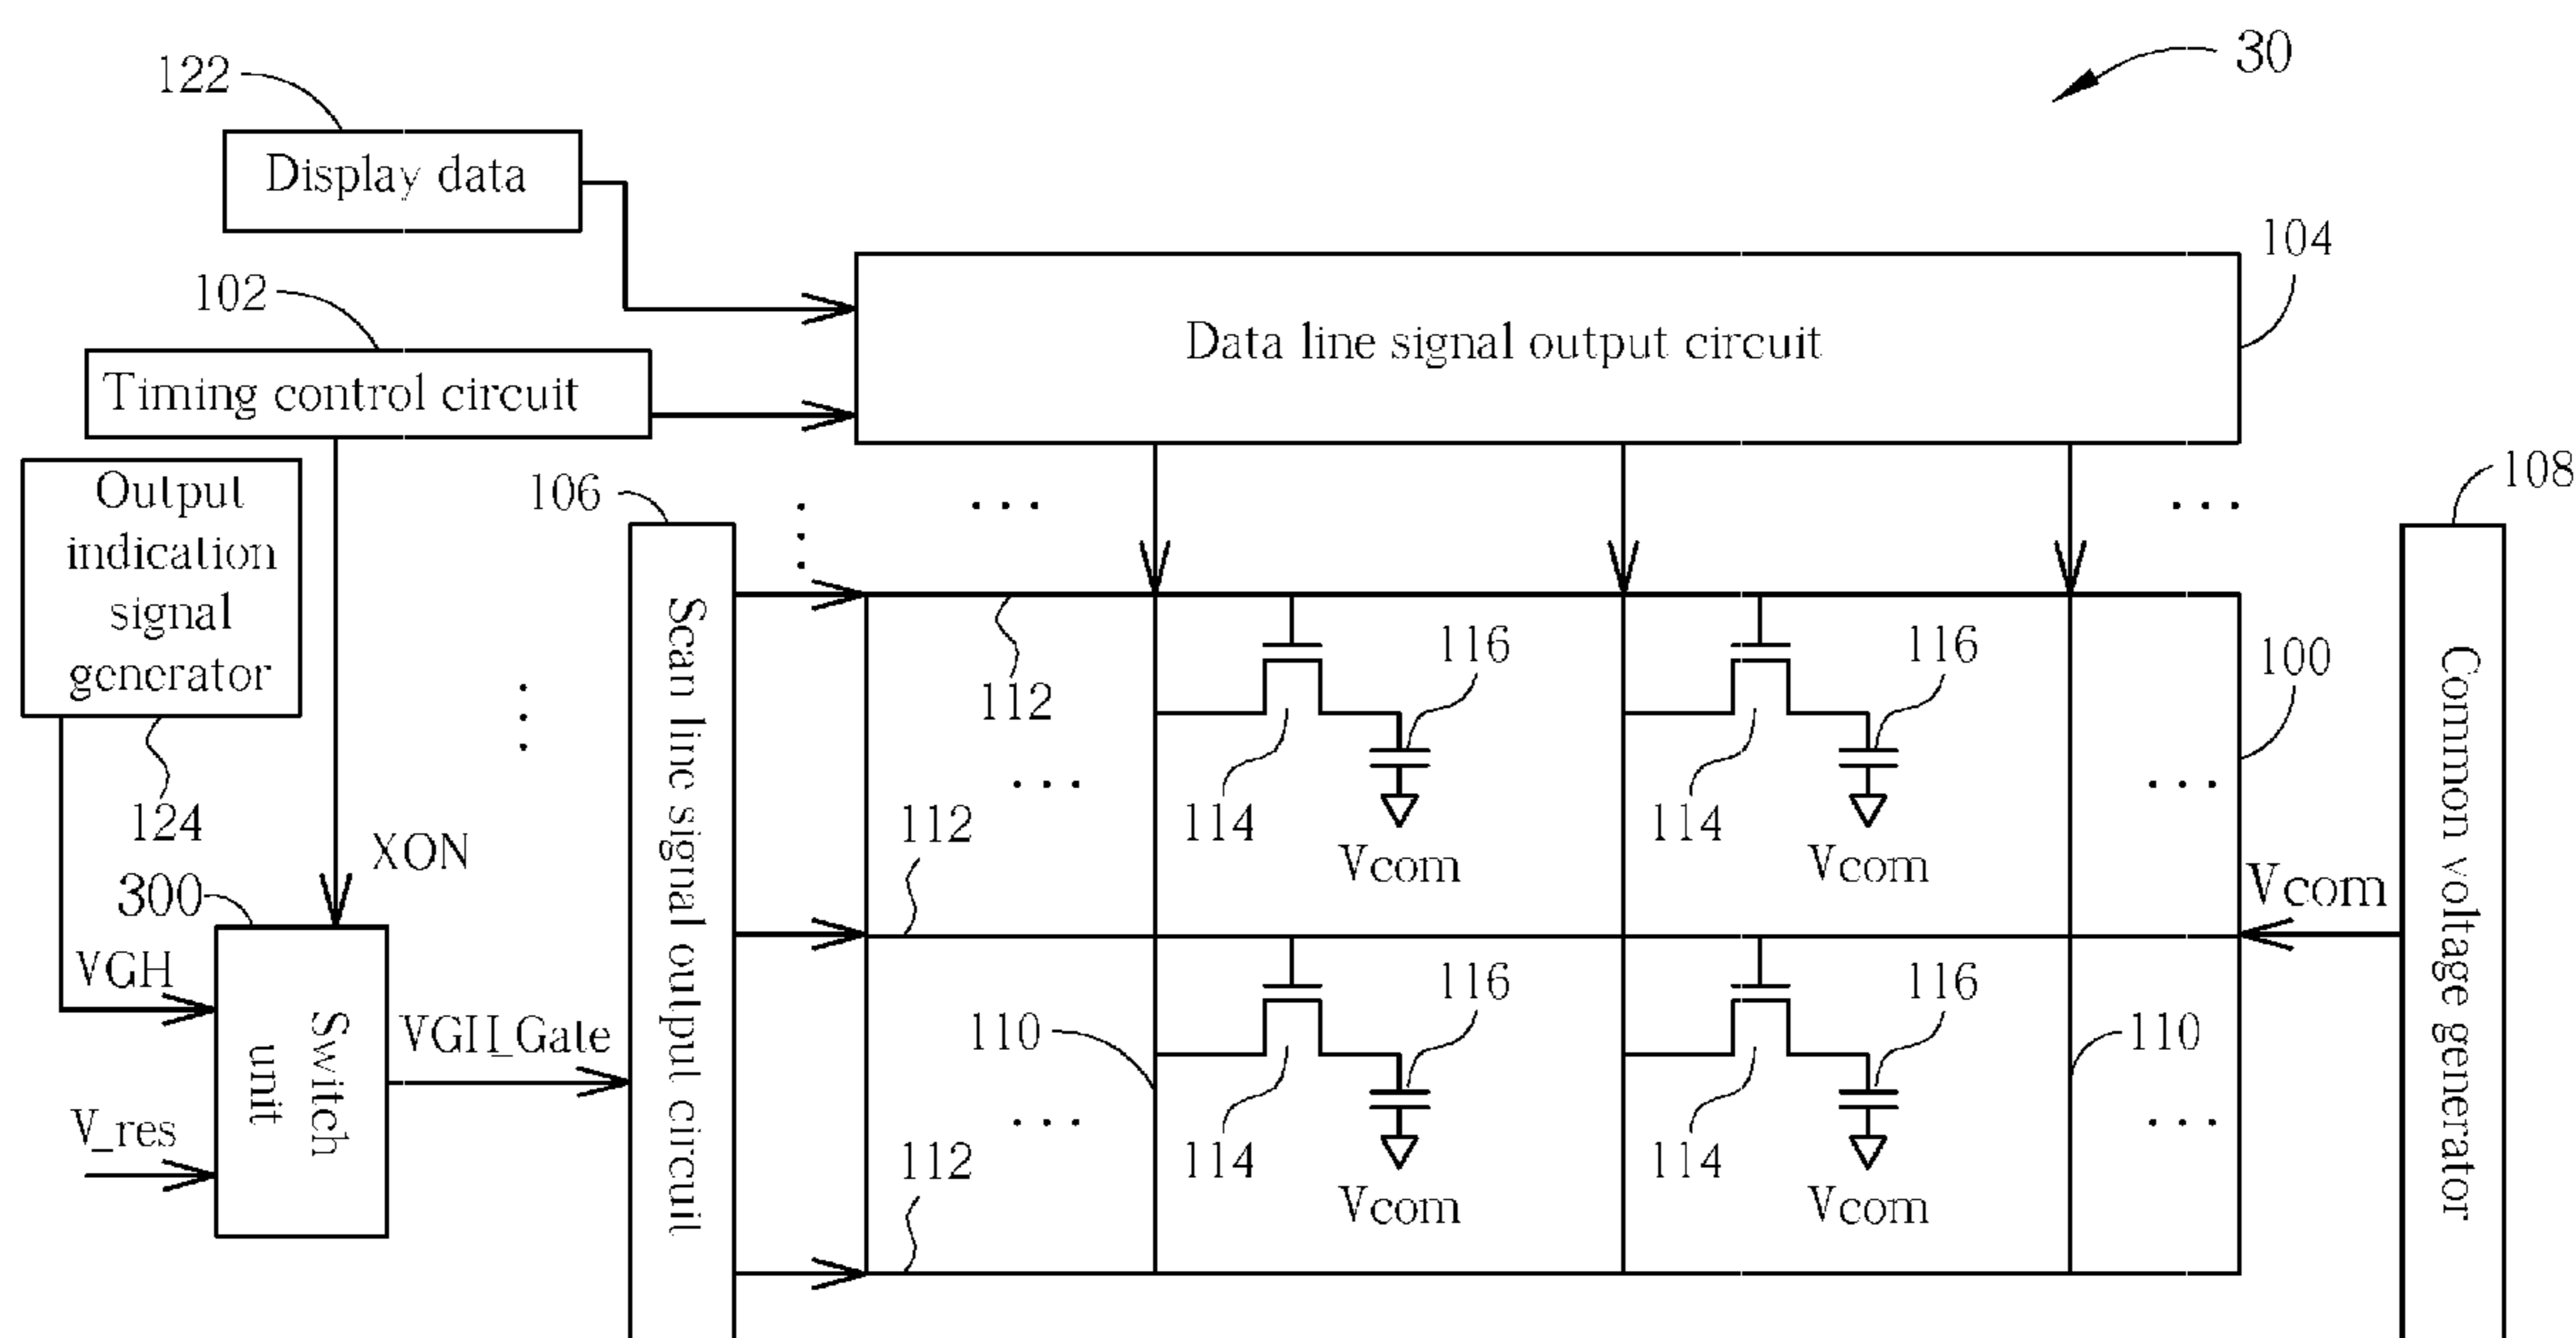 30
122
Display data
104
102
Data line signal output circuit
Timing control circuit
108
Output
indication
signal
generator
106
Scan line signal output circuit
116
116
100
112
Common voltage generator
124
112
114
114
XON
Vcom
Vcom
300
Vcom
VGH
116
116
Switch
unit
VGH_Gate
110
110
V_res
112
114
114
Vcom
Vcom